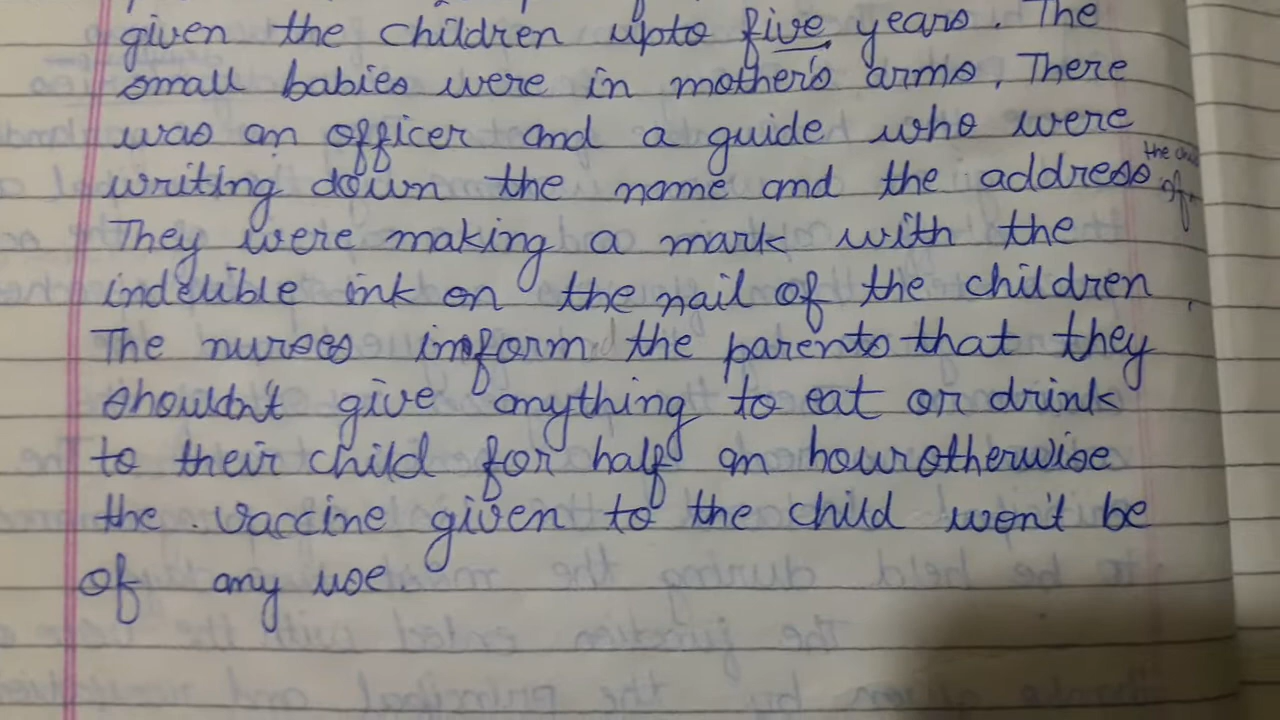 given the children upto five years. The
small babies were in mother's arms. There
was an officer and a guide who were
writing down the name and the address of the
They were making a mark with the
indelible ink on the nail of the children
The nurses inform the parents that they
shouldn't give anything to eat or drink
to their child for half an hour otherwise
the vaccine given to the child won't be
of any use.